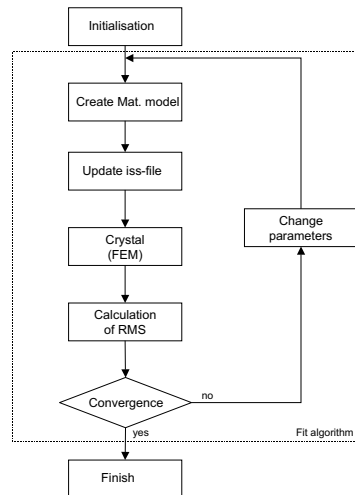 Initialisation
Create Mat. model
Update iss-file
Crystal
(FEM)
Change
parameters
Calculation
of RMS
Convergence
no
yes
Fit algorithm
Finish